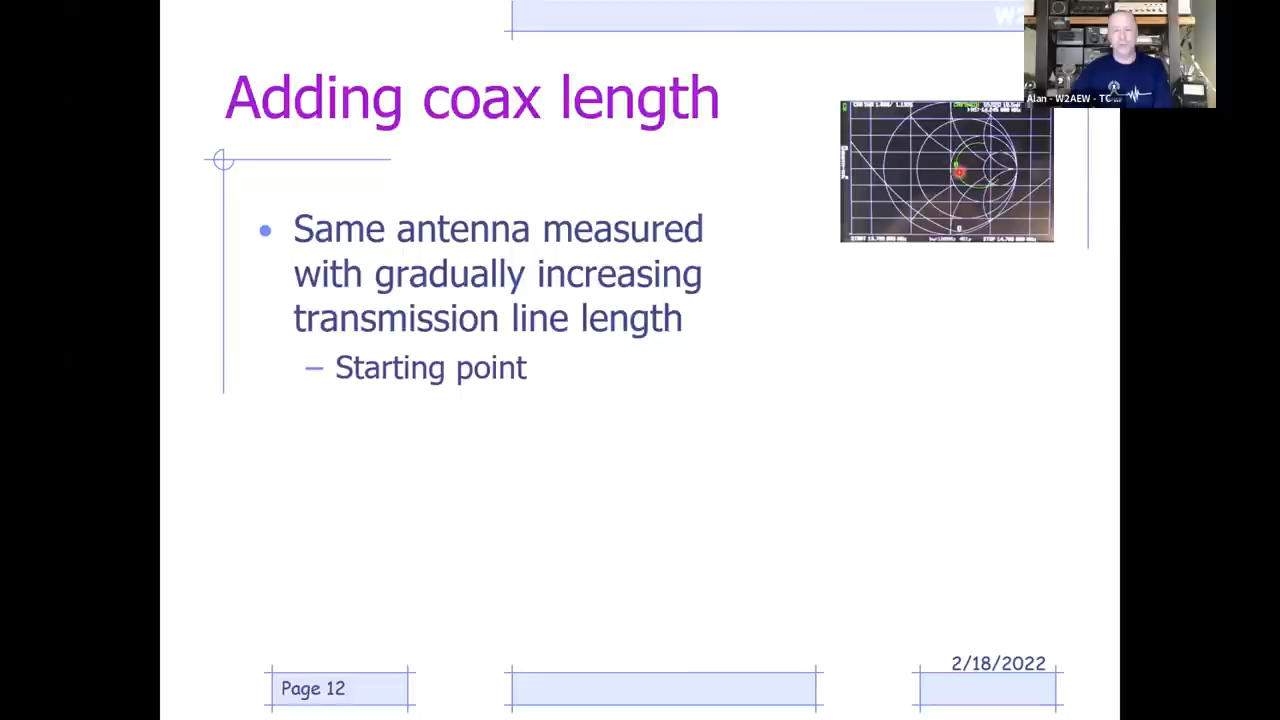 Adding coax length
Alan - W2AEW - TC ...
• Same antenna measured
with gradually increasing
transmission line length
– Starting point
2/18/2022
Page 12